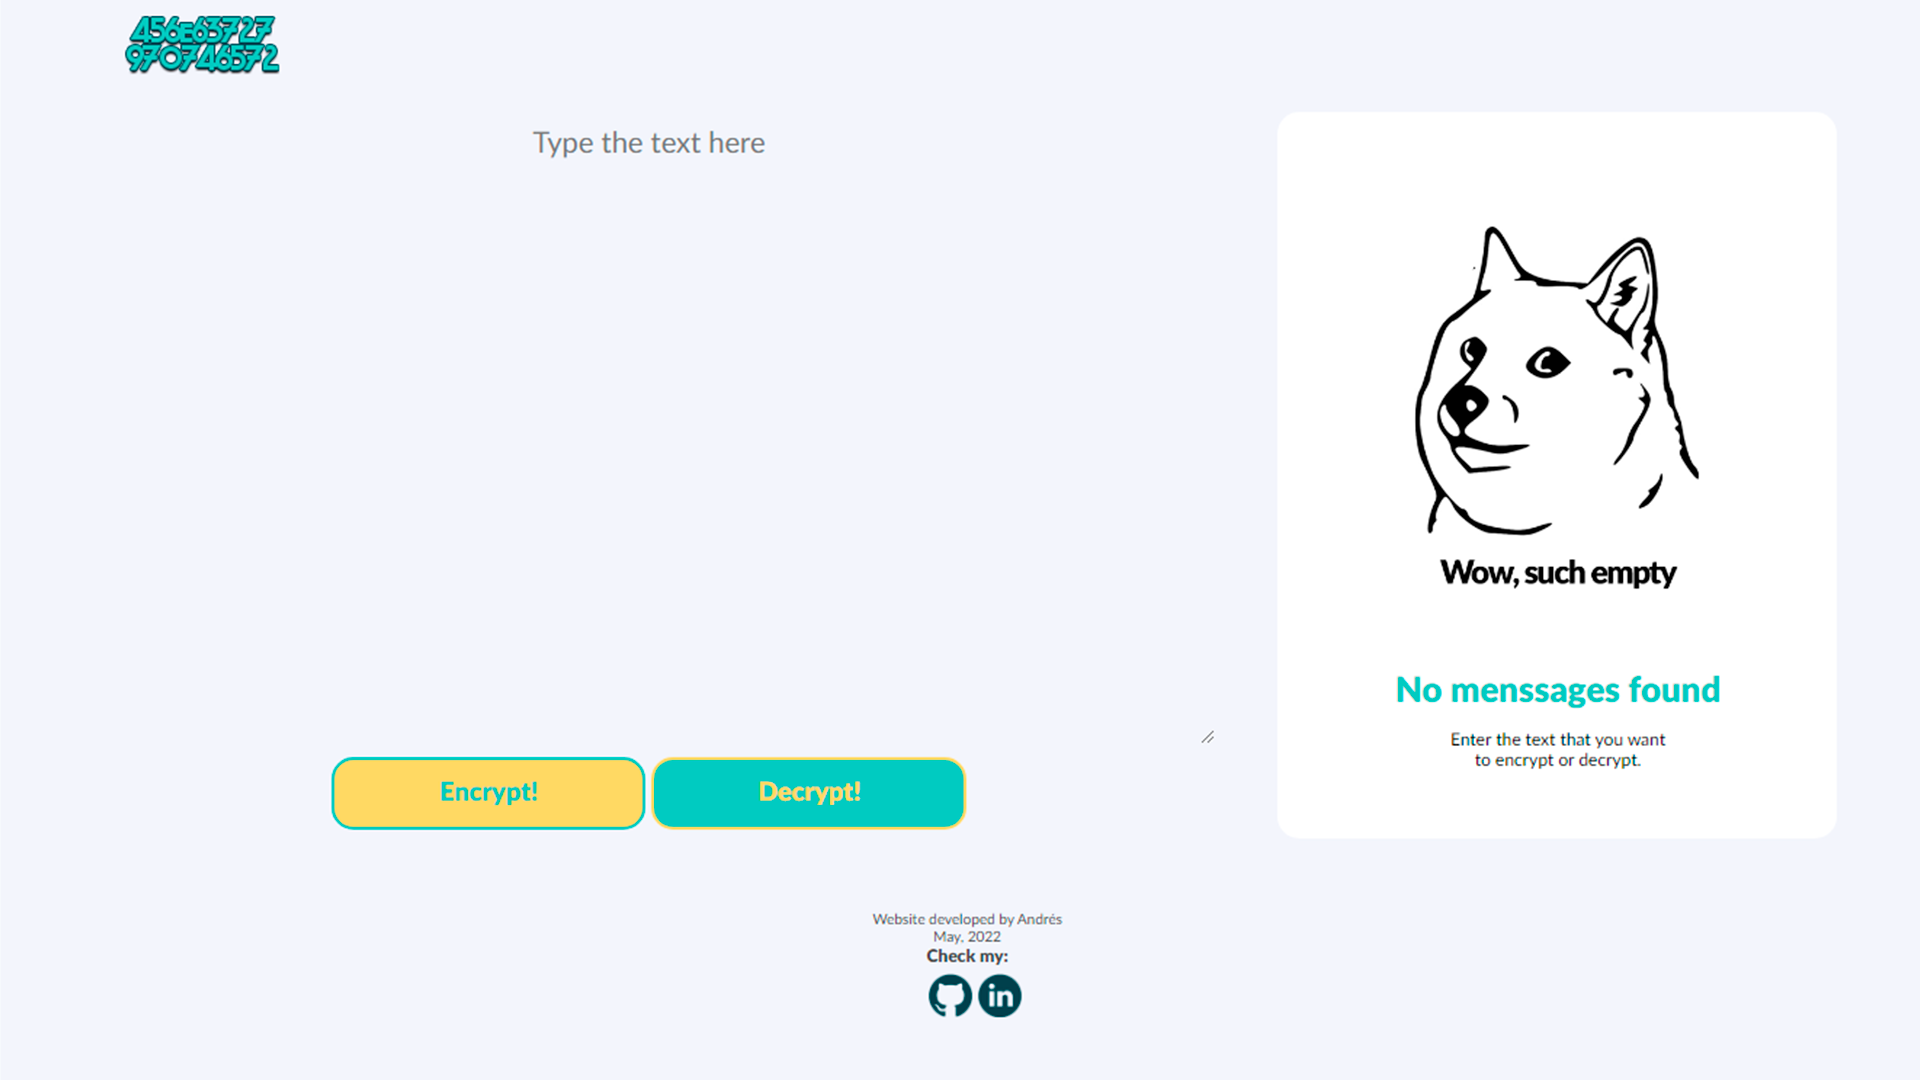 456E63727
970746572
Type the text here
Wow, such empty
No menssages found
Enter the text that you want
to encrypt or decrypt.
Encrypt!
Decrypt!
Website developed by Andrés
May, 2022
Check my:
in